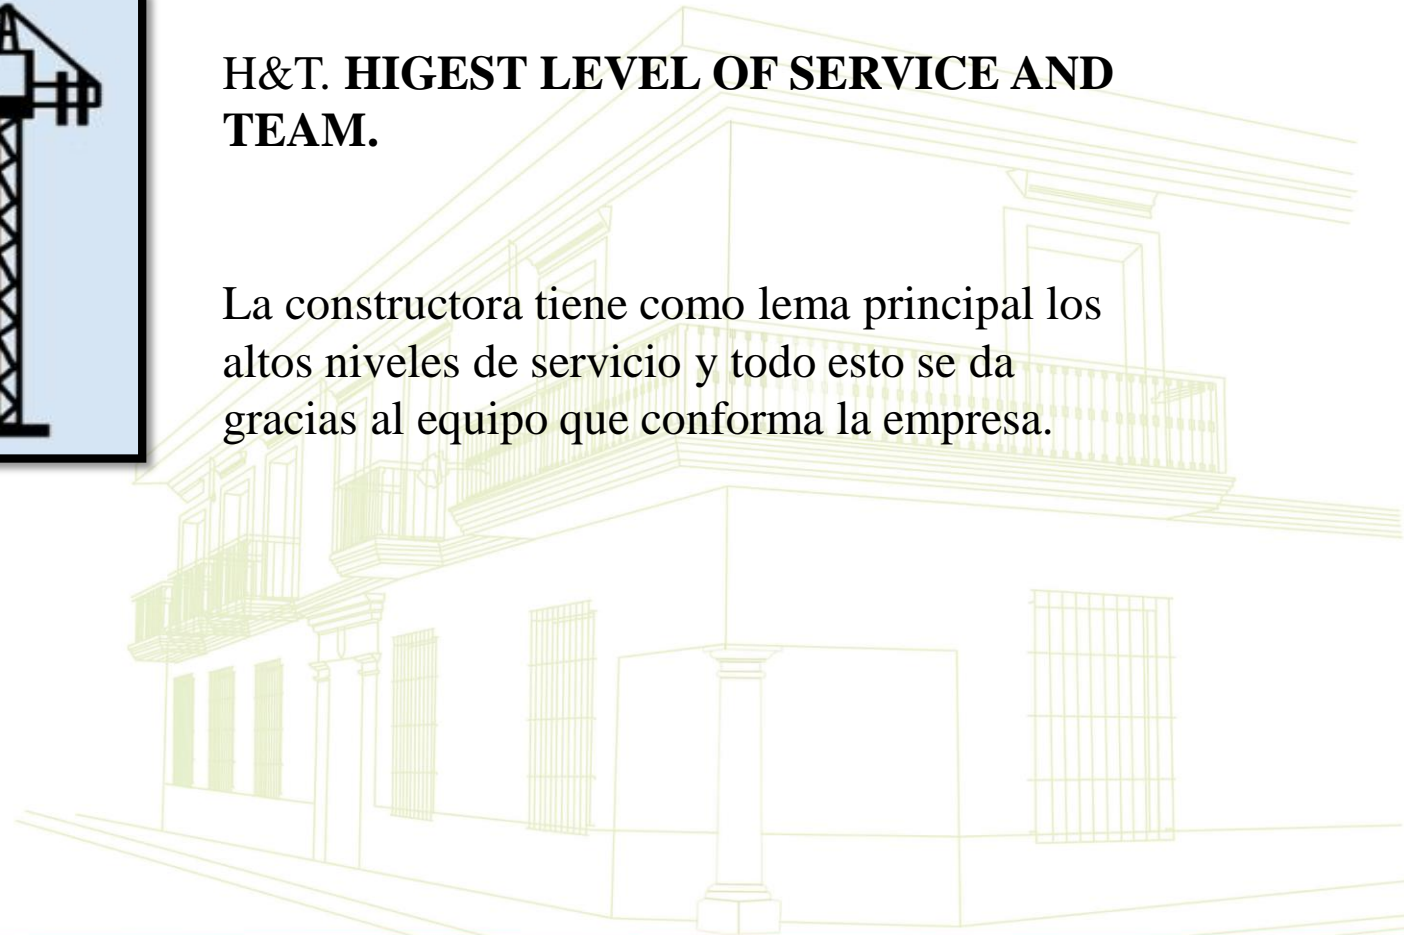 H&T. HIGEST LEVEL OF SERVICE AND
TEAM.
La constructora tiene como lema principal los
altos niveles de servicio y todo esto se da
gracias al equipo que conforma la empresa.